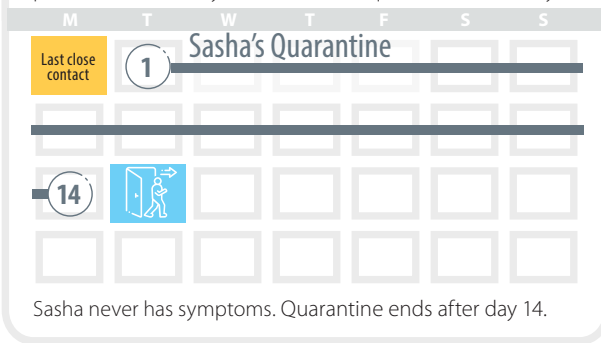 M T W T F S S
Last close
contact
1
Sasha's Quarantine
14
Sasha never has symptoms. Quarantine ends after day 14.